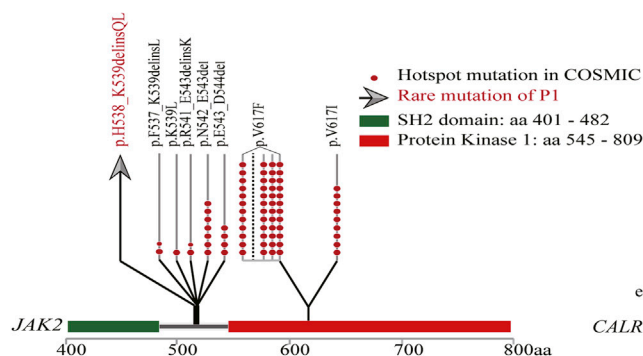 p.H538_K539delinsQL
p.F537_K539delinsL
p.K539L
p.R541_E543delinsK
p.N542_E543del
p.E543_D544del
p.V617F
p.V617I
Hotspot mutation in COSMIC
Rare mutation of P1
SH2 domain: aa 401 - 482
Protein Kinase 1: aa 545 - 809
e
JAK2
CALR
400 500 600 700 800aa